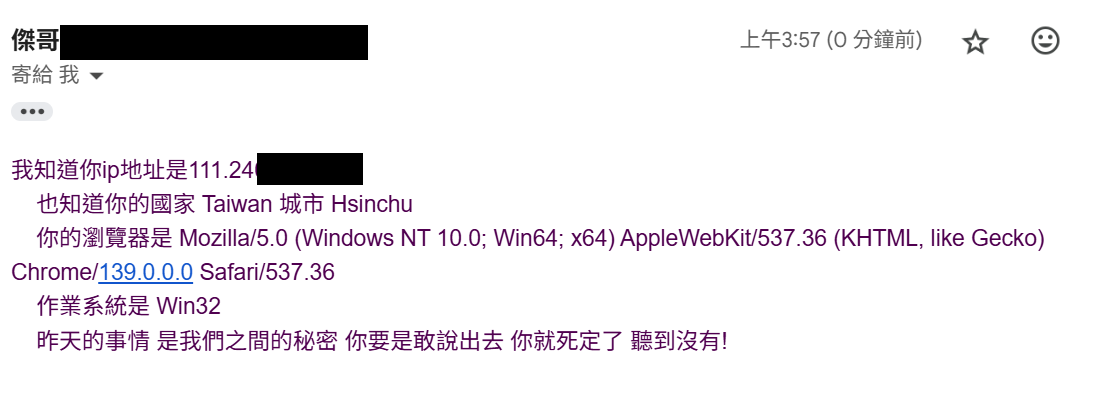 傑哥
上午3:57 (0 分鐘前)
寄給 我
我知道你ip地址是111.24
也知道你的國家 Taiwan 城市 Hsinchu
你的瀏覽器是 Mozilla/5.0 (Windows NT 10.0; Win64; x64) AppleWebKit/537.36 (KHTML, like Gecko)
Chrome/139.0.0.0 Safari/537.36
作業系統是 Win32
昨天的事情 是我們之間的秘密 你要是敢說出去 你就死定了 聽到沒有!